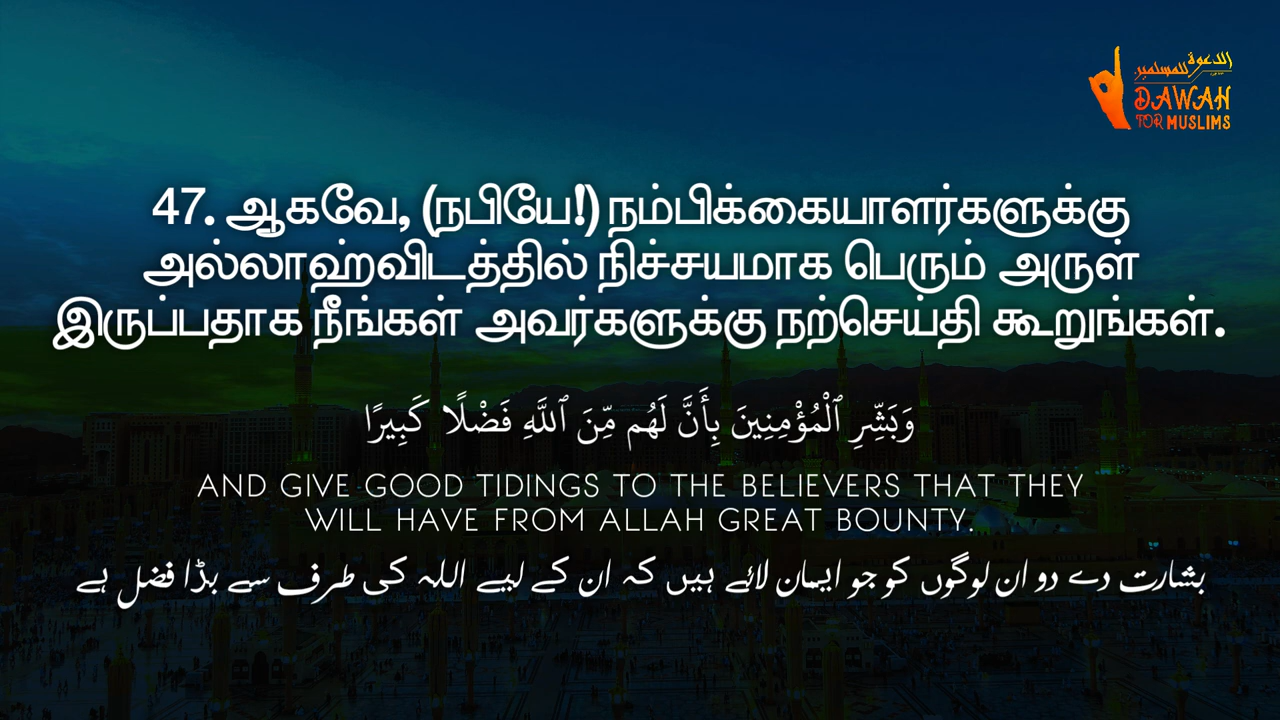 الدعوة للمسلمين
DAWAH
FOR MUSLIMS
47. ஆகவே, (நபியே!) நம்பிக்கையாளர்களுக்கு
அல்லாஹ்விடத்தில் நிச்சயமாக பெரும் அருள்
இருப்பதாக நீங்கள் அவர்களுக்கு நற்செய்தி கூறுங்கள்.
وَبَشِّرِ ٱلْمُؤْمِنِينَ بِأَنَّ لَهُم مِّنَ ٱللَّهِ فَضْلًا كَبِيرًا
AND GIVE GOOD TIDINGS TO THE BELIEVERS THAT THEY
WILL HAVE FROM ALLAH GREAT BOUNTY.
بشارت دے دو ان لوگوں کو جو ایمان لائے ہیں کہ ان کے لیے اللہ کی طرف سے بڑا فضل ہے